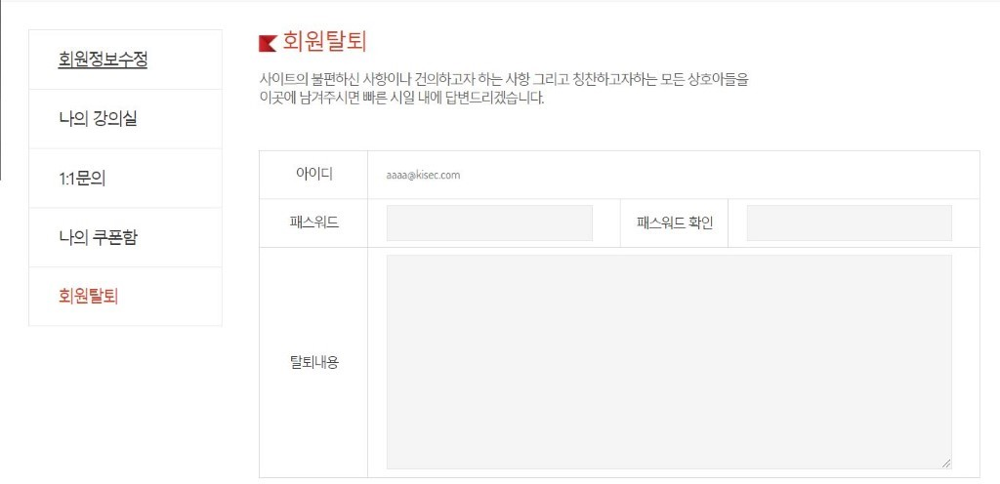 회원정보수정
나의 강의실
1:1문의
나의 쿠폰함
회원탈퇴
회원탈퇴
사이트의 불편하신 사항이나 건의하고자 하는 사항 그리고 칭찬하고자하는 모든 상호아들을
이곳에 남겨주시면 빠른 시일 내에 답변드리겠습니다.
아이디 aaaa@kisec.com
패스워드 패스워드 확인
탈퇴내용